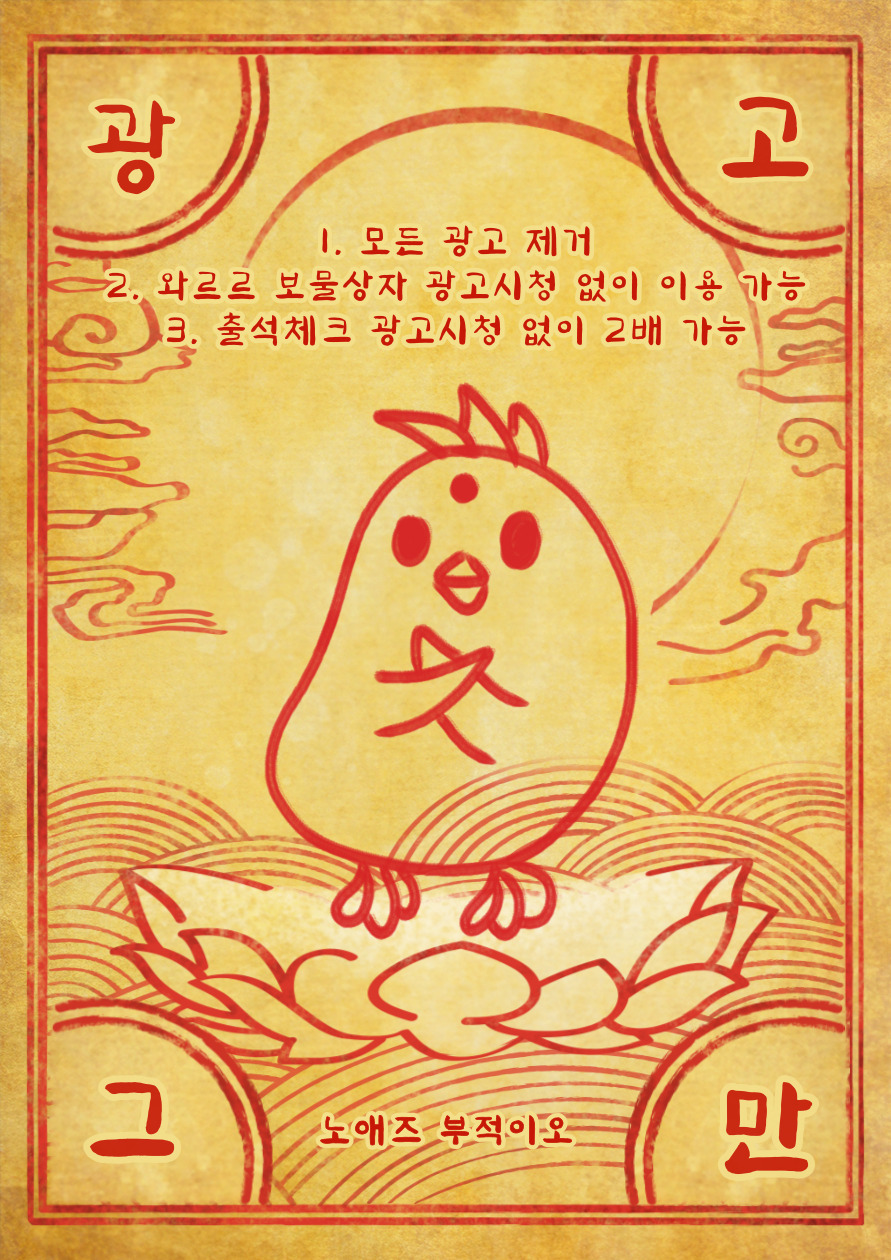 광 고
1. 모든 광고 제거
2. 와르르 보물상자 광고시청 없이 이용 가능
3. 출석체크 광고시청 없이 2배 가능
그 만
노애즈 부적이오